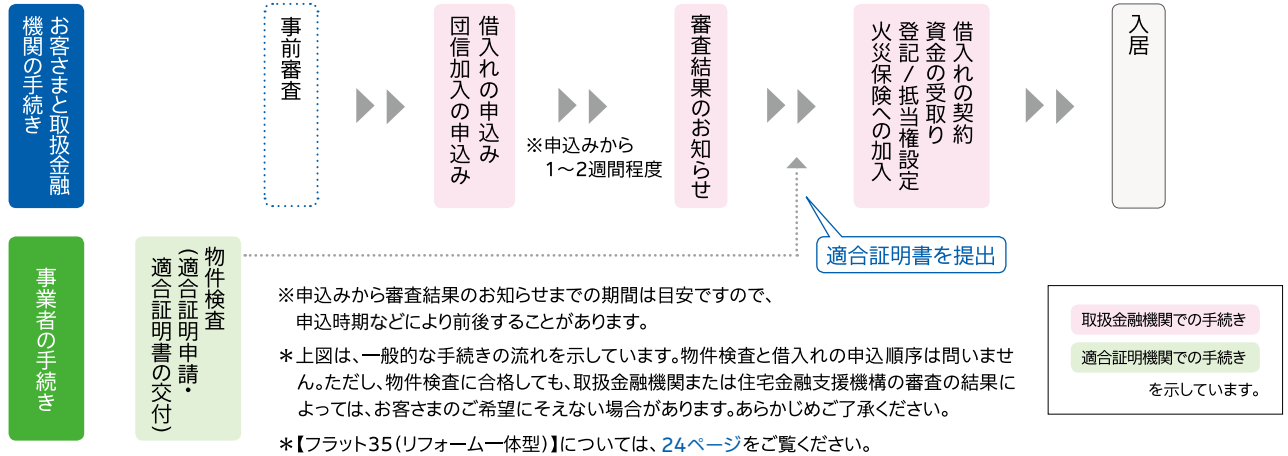 お客さまと取扱金融
機関の手続き
事前審査
借入れの申込み
団信加入の申込み
※申込みから
1〜2週間程度
審査結果のお知らせ
借入れの契約
資金の受取り
登記/抵当権設定
火災保険への加入
入居
事業者の手続き
物件検査
(適合証明申請・
適合証明書の交付)
適合証明書を提出
※申込みから審査結果のお知らせまでの期間は目安ですので、
申込時期などにより前後することがあります。
＊上図は、一般的な手続きの流れを示しています。物件検査と借入れの申込順序は問いませ
ん。ただし、物件検査に合格しても、取扱金融機関または住宅金融支援機構の審査の結果に
よっては、お客さまのご希望にそえない場合があります。あらかじめご了承ください。
＊【フラット35(リフォーム一体型)】については、24ページをご覧ください。
取扱金融機関での手続き
適合証明機関での手続き
を示しています。